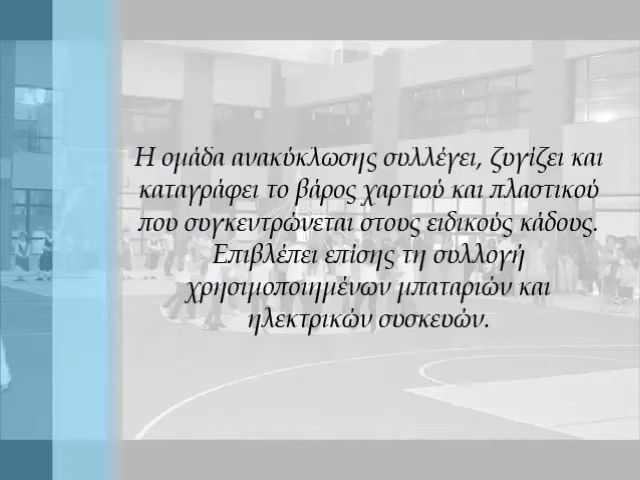 Η ομάδα ανακύκλωσης συλλέγει, ζυγίζει και
καταγράφει το βάρος χαρτιού και πλαστικού
που συγκεντρώνεται στους ειδικούς κάδους.
Επιβλέπει επίσης τη συλλογή
χρησιμοποιημένων μπαταριών και
ηλεκτρικών συσκευών.